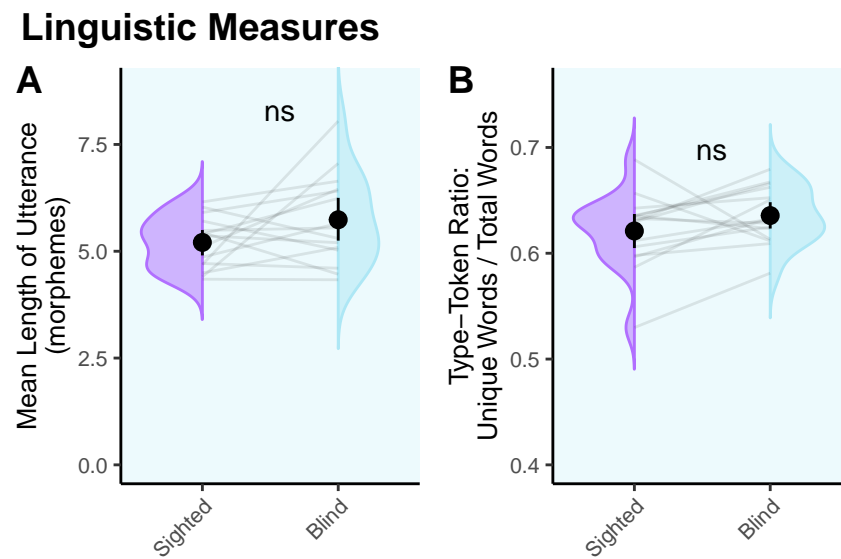 Linguistic Measures
A
Mean Length of Utterance
(morphemes)
7.5
5.0
2.5
0.0
ns
Sighted
Blind
B
Type−Token Ratio:
Unique Words / Total Words
0.7
0.6
0.5
0.4
ns
Sighted
Blind